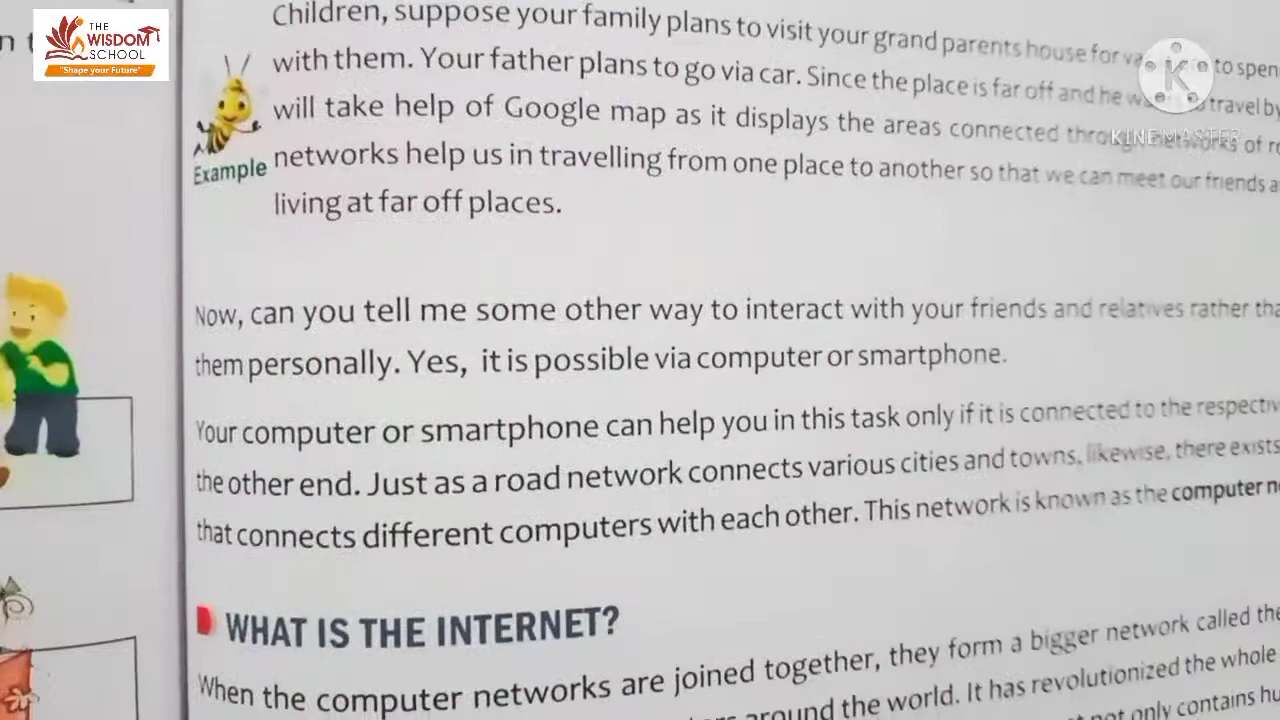 THE
WISDOM
SCHOOL
"Shape your Future"
Children, suppose your family plans to visit your grand parents house for to spen
with them. Your father plans to go via car. Since the place is far off and he travel by
will take help of Google map as it displays the areas connected through networks of
KINEMASTER
Example
networks help us in travelling from one place to another so that we can meet our friends a
living at far off places.
Now, can you tell me some other way to interact with your friends and relatives rather tha
them personally. Yes, it is possible via computer or smartphone.
Your computer or smartphone can help you in this task only if it is connected to the respectiv
the other end. Just as a road network connects various cities and towns, likewise, there exists
that connects different computers with each other. This network is known as the computer n
WHAT IS THE INTERNET?
When the computer networks are joined together, they form a bigger network called the
around the world. It has revolutionized the whole
not only contains hu